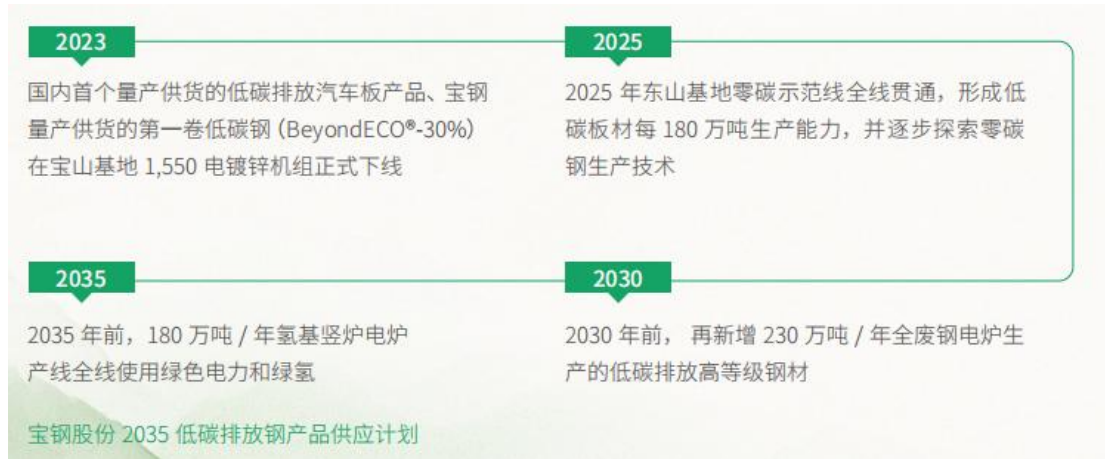 2023
国内首个量产供货的低碳排放汽车板产品、宝钢
量产供货的第一卷低碳钢（BeyondECO®-30%）
在宝山基地 1,550 电镀锌机组正式下线
2025
2025 年东山基地零碳示范线全线贯通，形成低
碳板材每 180 万吨生产能力，并逐步探索零碳
钢生产技术
2030
2030 年前， 再新增 230 万吨 / 年全废钢电炉生
产的低碳排放高等级钢材
2035
2035 年前，180 万吨 / 年氢基竖炉电炉
产线全线使用绿色电力和绿氢
宝钢股份 2035 低碳排放钢产品供应计划